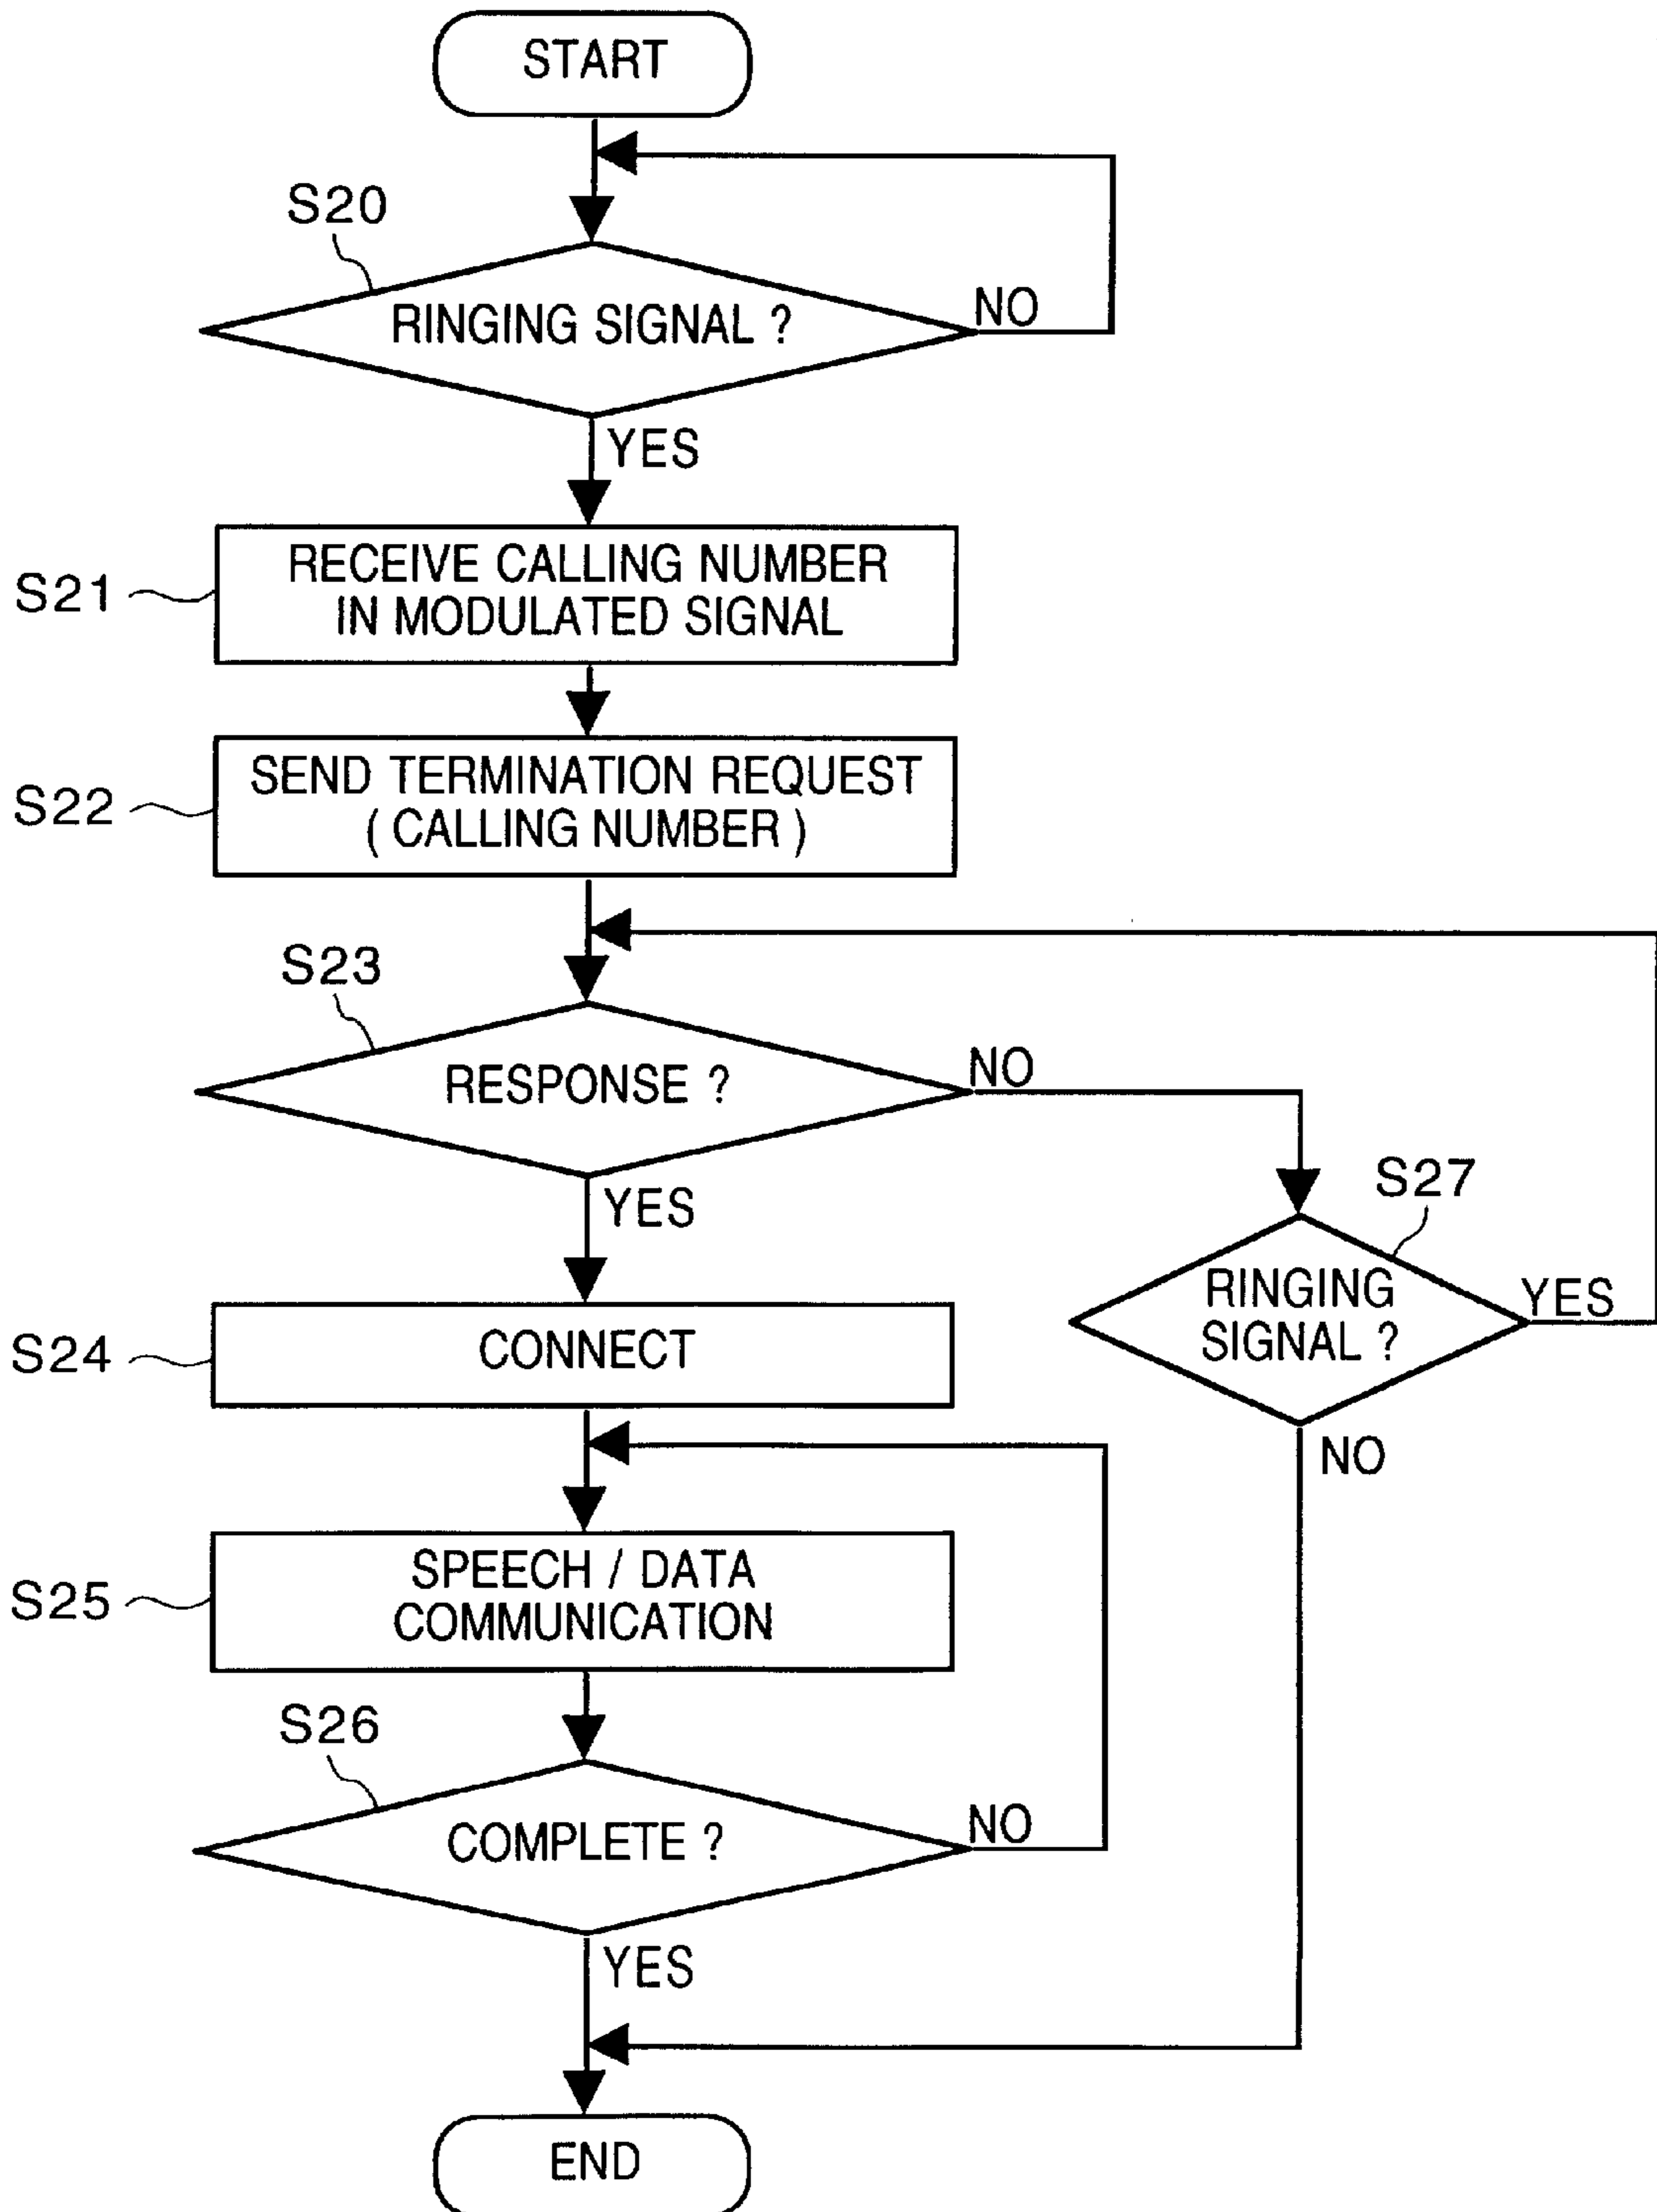 START
S20
RINGING SIGNAL ?
NO
YES
S21
RECEIVE CALLING NUMBER
IN MODULATED SIGNAL
S22
SEND TERMINATION REQUEST
( CALLING NUMBER )
S23
RESPONSE ?
NO
YES
S27
RINGING
SIGNAL ?
YES
NO
S24
CONNECT
S25
SPEECH / DATA
COMMUNICATION
S26
COMPLETE ?
NO
YES
END